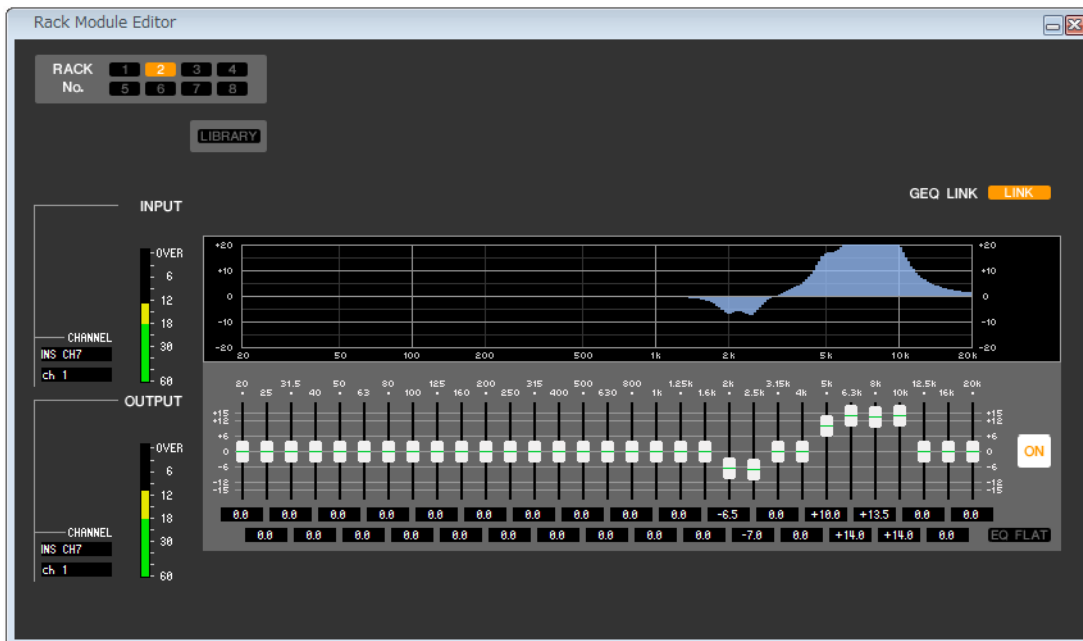 Rack Module Editor
RACK No. 1 2 3 4
5 6 7 8
LIBRARY
GEQ LINK LINK
INPUT
OVER
6
12
18
30
60
CHANNEL
INS CH7
ch 1
+20 +20
+10 +10
0 0
-10 -10
-20 -20
20 50 100 200 500 1k 2k 5k 10k 20k
OUTPUT
OVER
6
12
18
30
60
CHANNEL
INS CH7
ch 1
20 31.5 50 80 125 200 315 500 800 1.25k 2k 3.15k 5k 8k 12.5k 20k
25 40 63 100 160 250 400 630 1k 1.6k 2.5k 4k 6.3k 10k 16k
+15 +15
+12 +12
+6 +6
0 0
-6 -6
-12 -12
-15 -15
ON
0.0 0.0 0.0 0.0 0.0 0.0 0.0 0.0 0.0 0.0 -6.5 0.0 +10.0 +13.5 0.0 0.0
0.0 0.0 0.0 0.0 0.0 0.0 0.0 0.0 0.0 0.0 -7.0 0.0 +14.0 +14.0 0.0
EQ FLAT